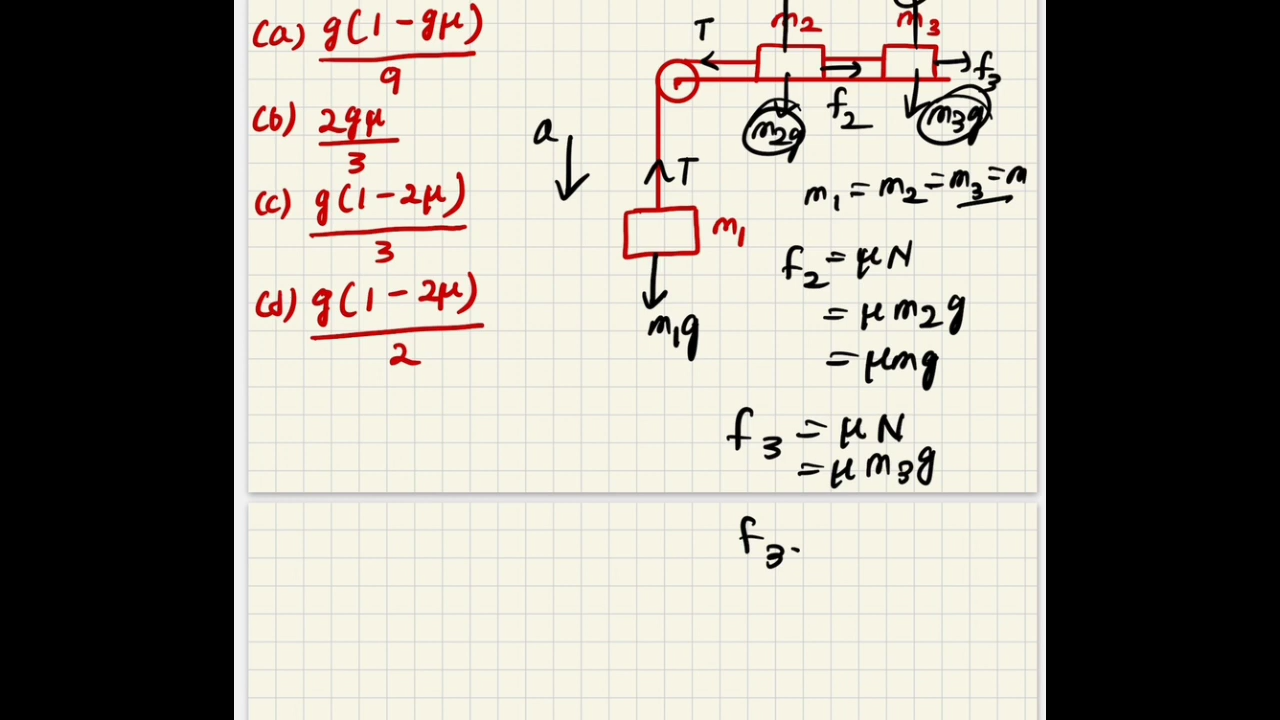 (a) g(1-gμ)
9
(b) 2gμ
3
(c) g(1-2μ)
3
(d) g(1-2μ)
2
T
m2
m3
f3
f2
m2g
m3g
a
T
m1
m1g
m1 = m2 = m3 = m
f2 = μN
= μm2g
= μmg
f3 = μN
= μm3g
f3